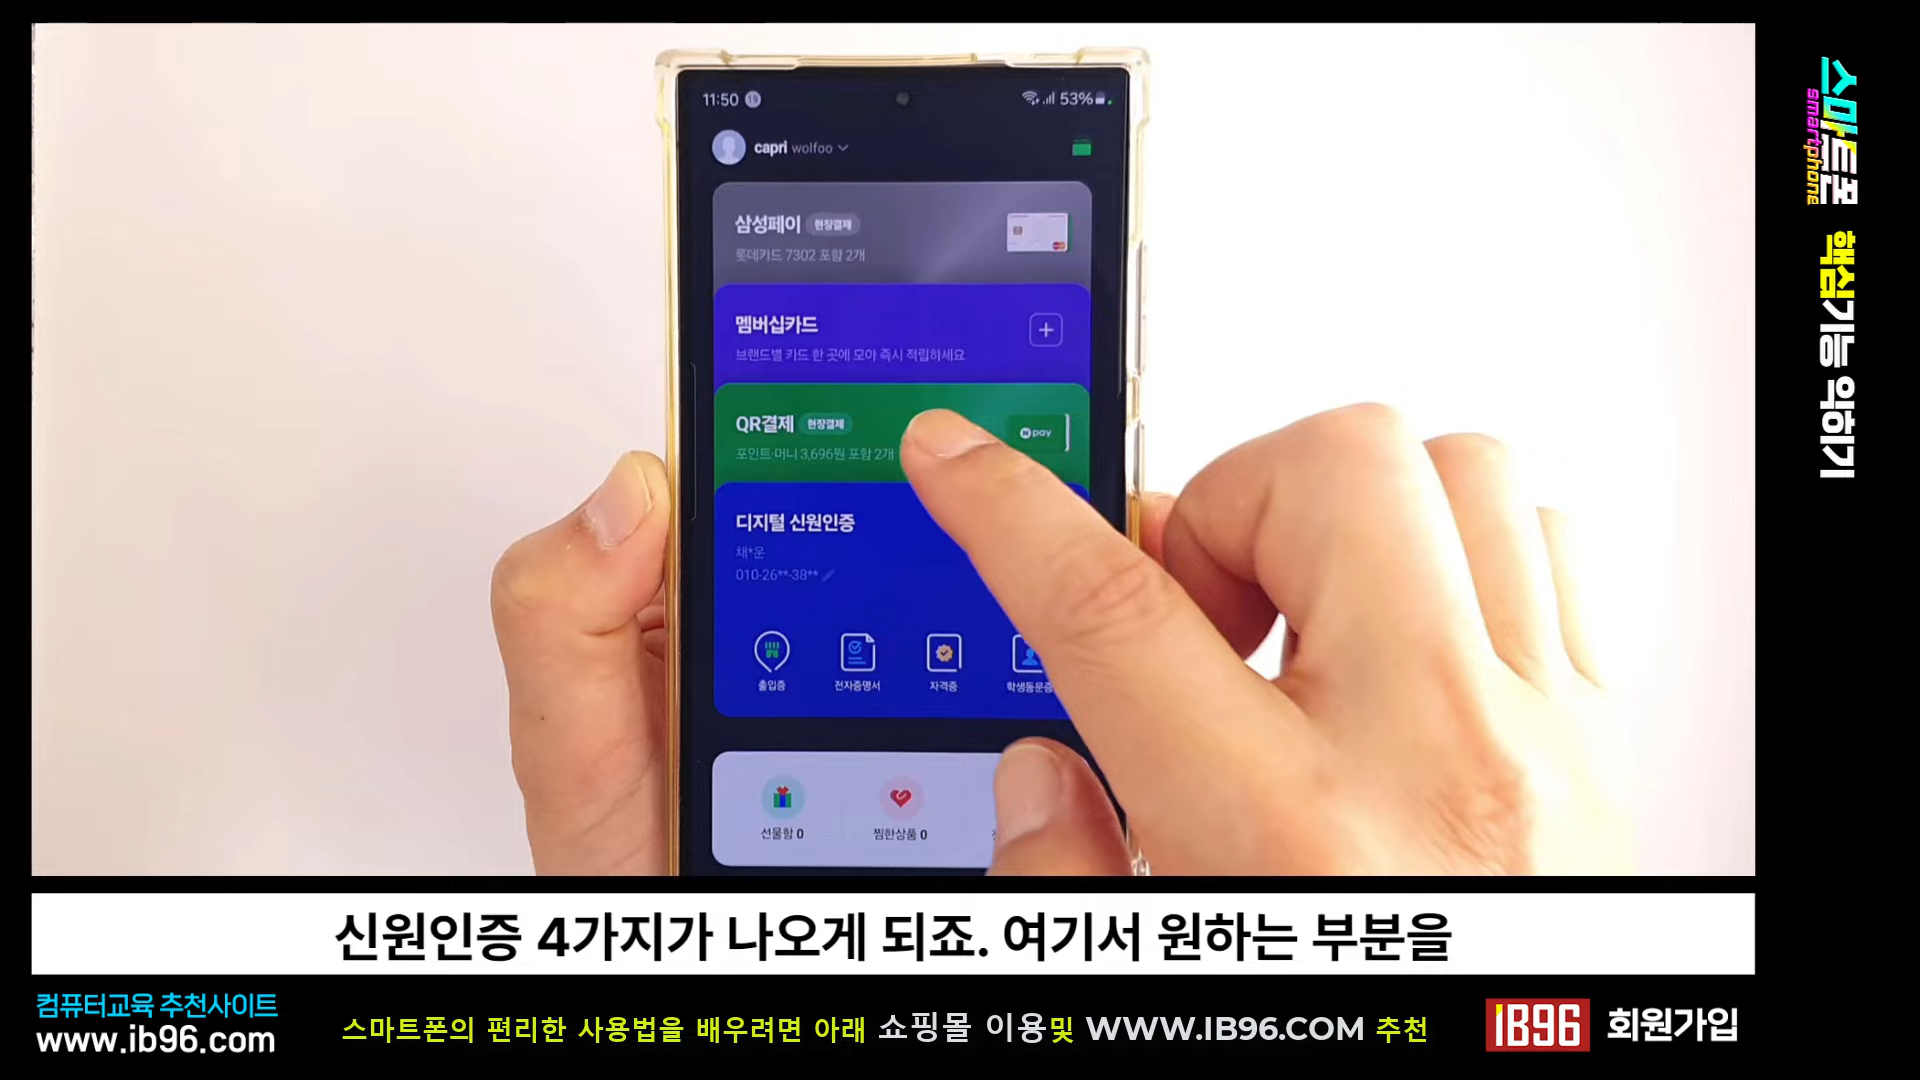 11:50
53%
capri wolfoo
삼성페이 현장결제
롯데카드 7302 포함 2개
멤버십카드
브랜드별 카드 한 곳에 모아 즉시 적립하세요
QR결제 현장결제
포인트·머니 3,696원 포함 2개
pay
디지털 신원인증
채*운
010-26**-38**
출입증
전자증명서
자격증
학생동문증
선물함 0
찜한상품 0
스마트폰 핵심기능 익히기
smartphone
신원인증 4가지가 나오게 되죠. 여기서 원하는 부분을
컴퓨터교육 추천사이트
www.ib96.com
스마트폰의 편리한 사용법을 배우려면 아래 쇼핑몰 이용및 WWW.IB96.COM 추천
IB96 회원가입